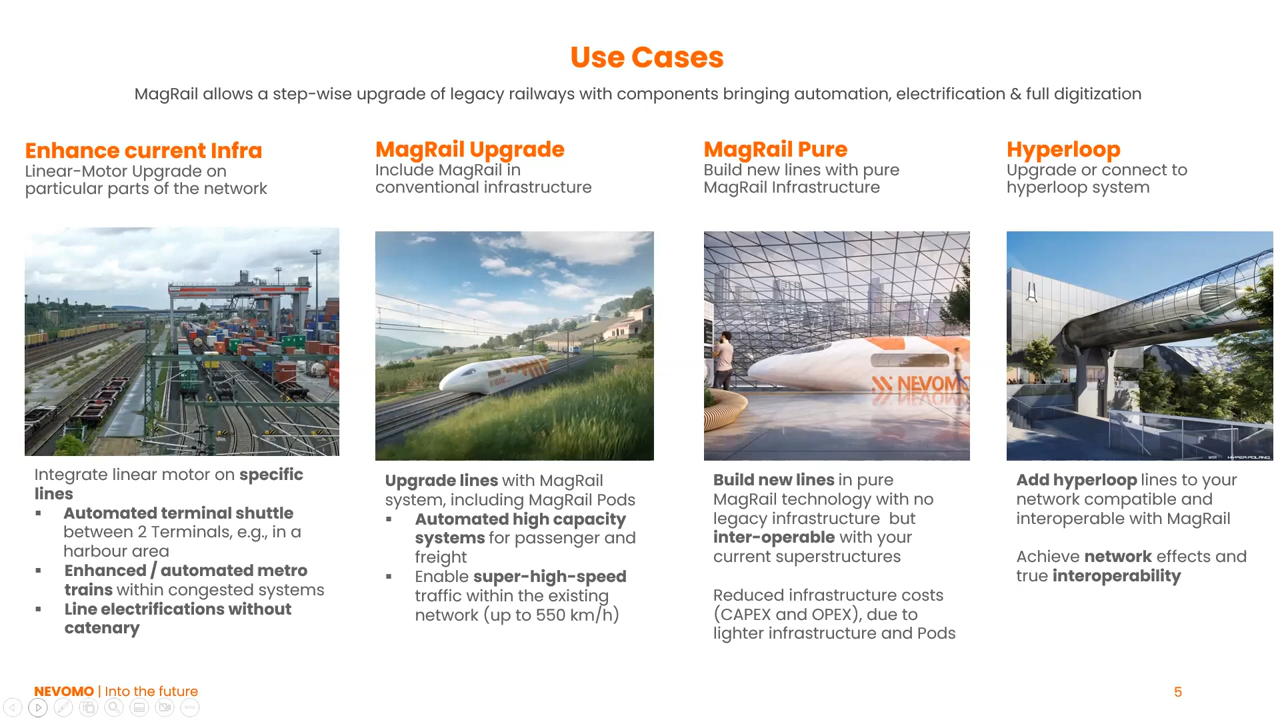 Use Cases
MagRail allows a step-wise upgrade of legacy railways with components bringing automation, electrification & full digitization
Enhance current Infra
Linear-Motor Upgrade on
particular parts of the network
Integrate linear motor on specific
lines
▪ Automated terminal shuttle
between 2 Terminals, e.g., in a
harbour area
▪ Enhanced / automated metro
trains within congested systems
▪ Line electrifications without
catenary
MagRail Upgrade
Include MagRail in
conventional infrastructure
Upgrade lines with MagRail
system, including MagRail Pods
▪ Automated high capacity
systems for passenger and
freight
▪ Enable super-high-speed
traffic within the existing
network (up to 550 km/h)
MagRail Pure
Build new lines with pure
MagRail Infrastructure
NEVOMO
Build new lines in pure
MagRail technology with no
legacy infrastructure but
inter-operable with your
current superstructures
Reduced infrastructure costs
(CAPEX and OPEX), due to
lighter infrastructure and Pods
Hyperloop
Upgrade or connect to
hyperloop system
Add hyperloop lines to your
network compatible and
interoperable with MagRail
Achieve network effects and
true interoperability
NEVOMO | Into the future
5